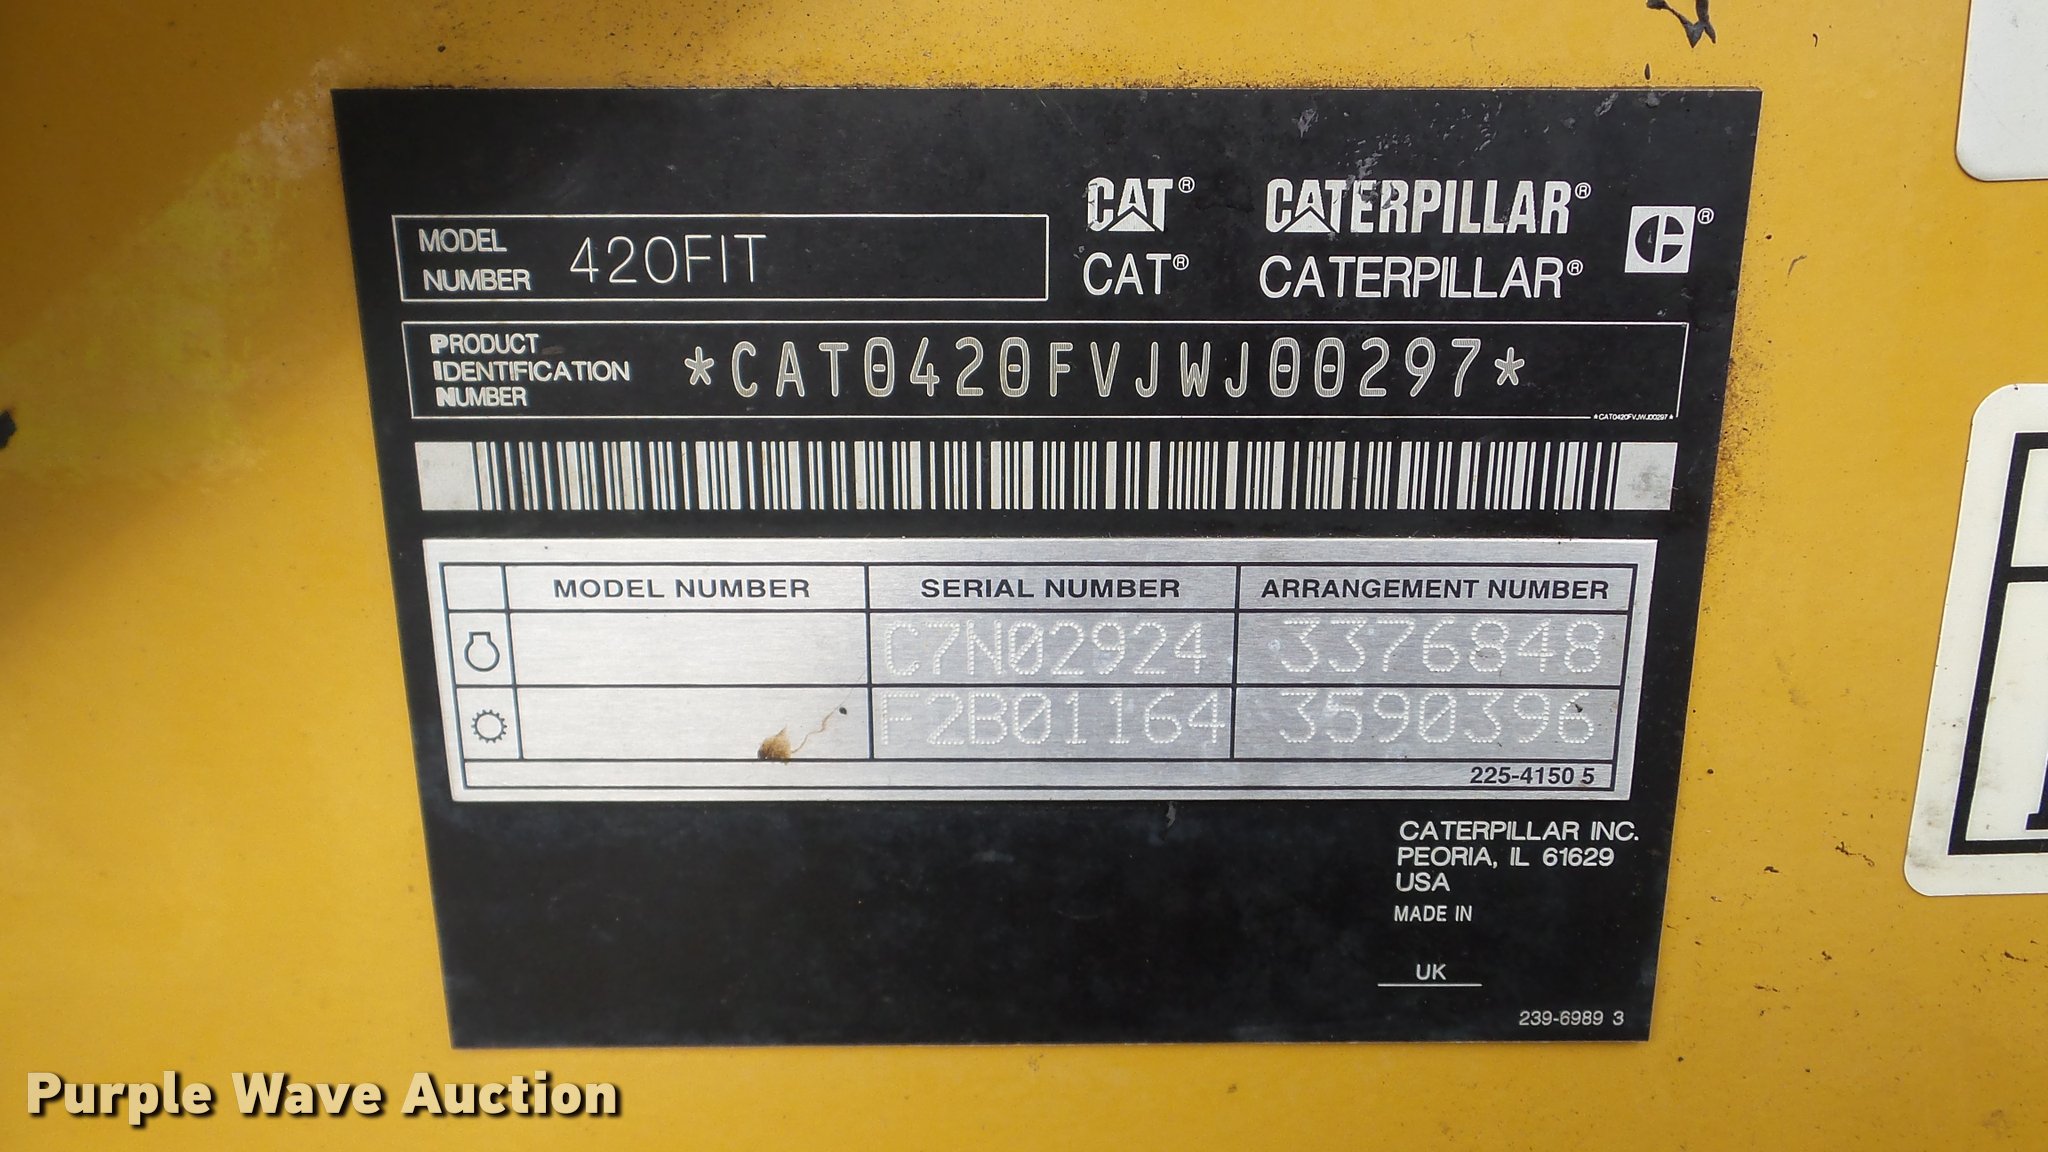 CAT® CATERPILLAR® C®
CAT® CATERPILLAR®
MODEL NUMBER 420FIT
PRODUCT IDENTIFICATION NUMBER *CAT0420FVJWJ00297*
*CAT0420FVJWJ00297*
MODEL NUMBER SERIAL NUMBER ARRANGEMENT NUMBER
C7N02924 3376848
F2B01164 3590396
225-4150 5
CATERPILLAR INC.
PEORIA, IL 61629
USA
MADE IN
UK
239-6989 3
Purple Wave Auction